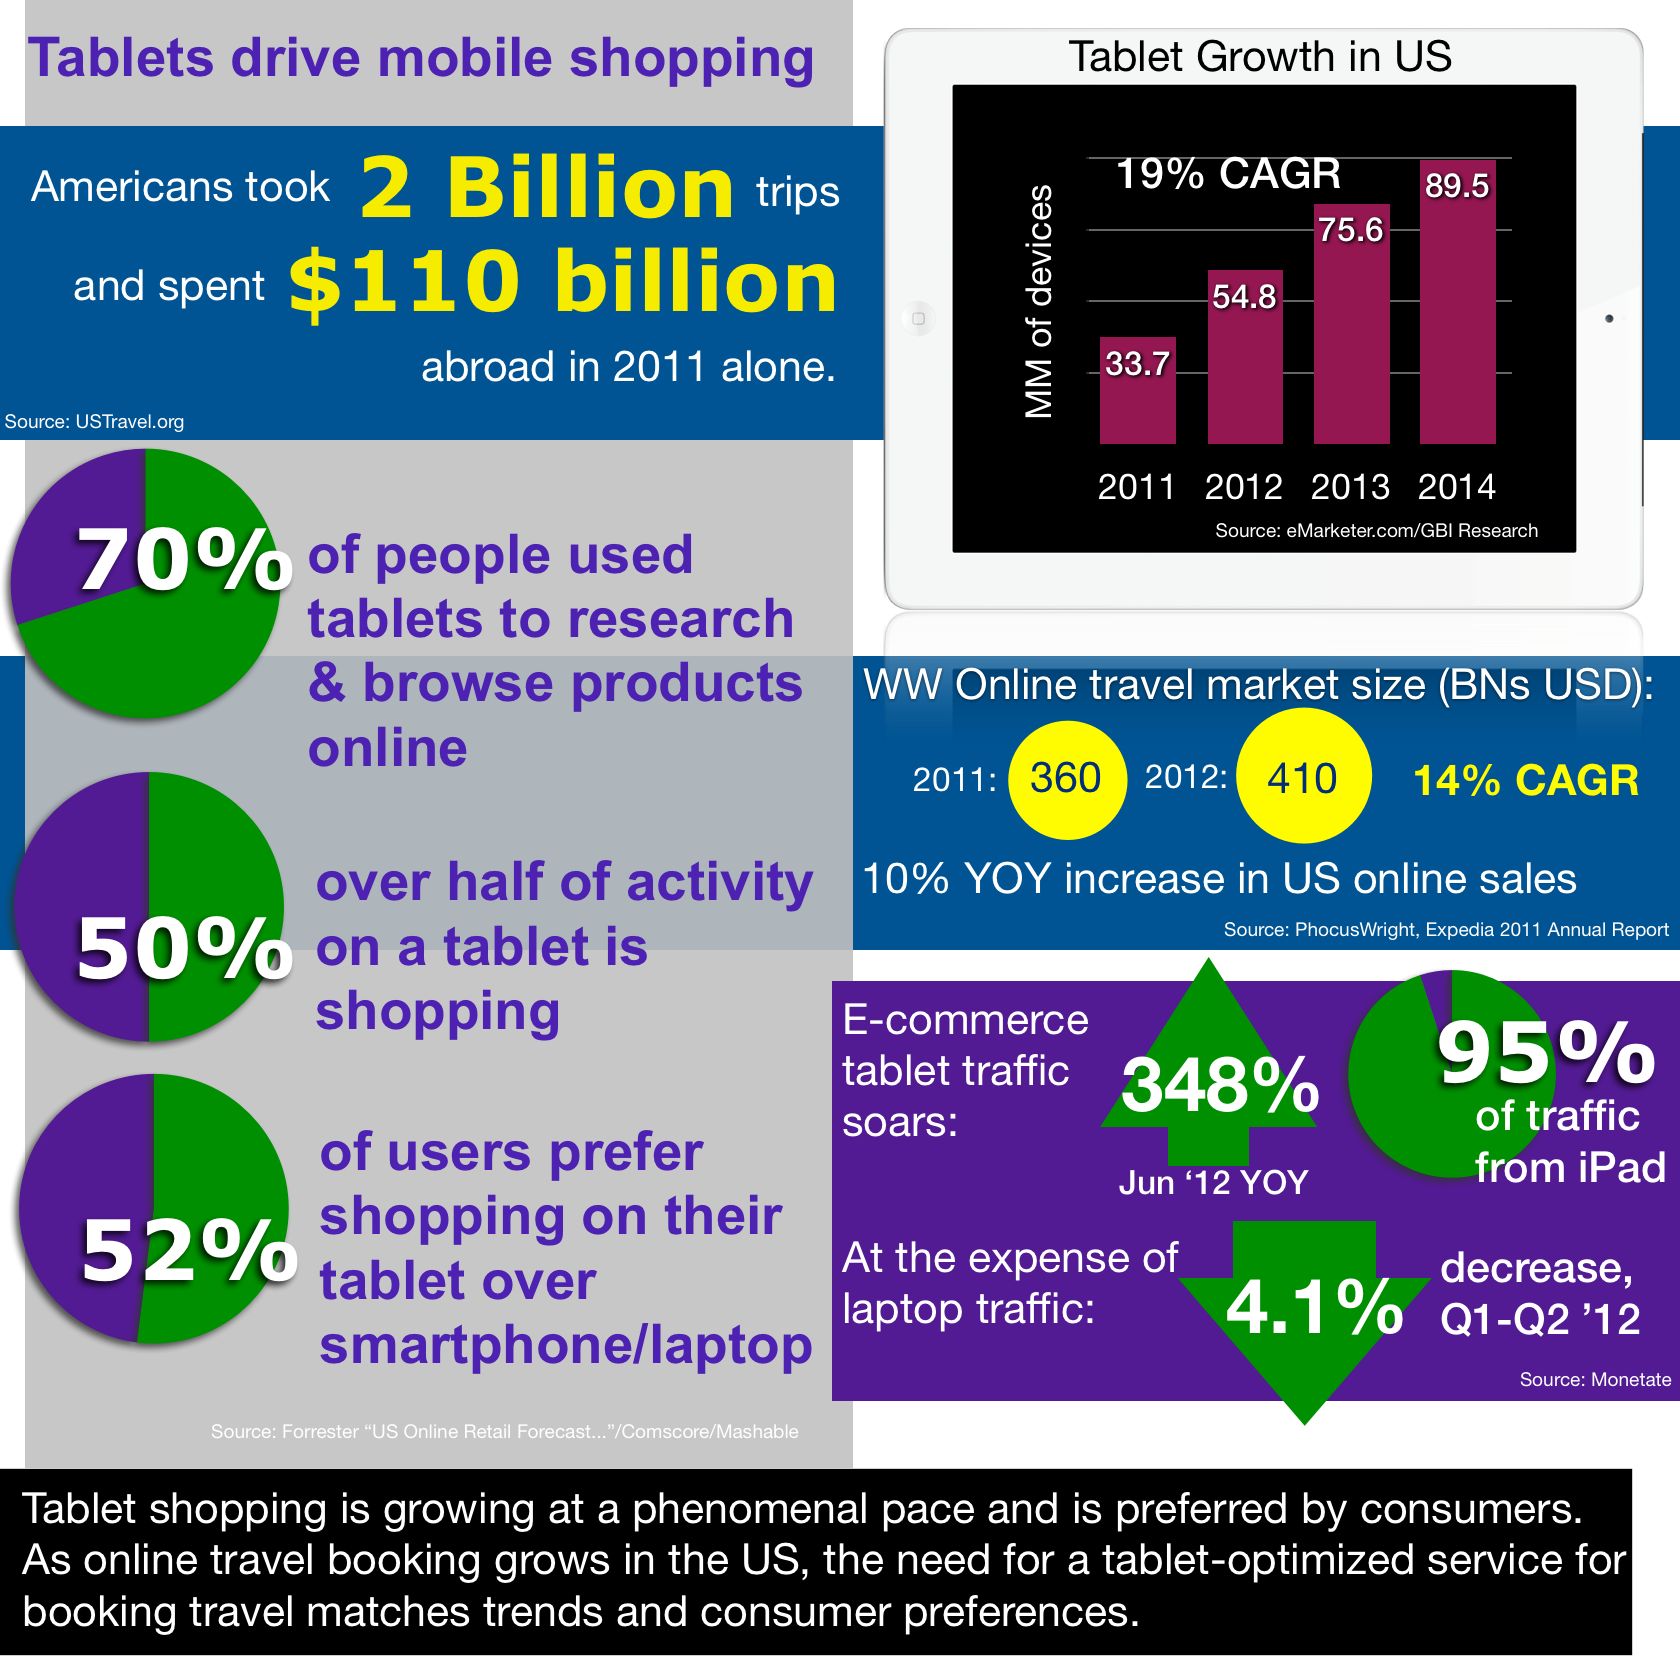 Tablets drive mobile shopping
Americans took 2 Billion trips
and spent $110 billion
abroad in 2011 alone.
Source: USTravel.org
Tablet Growth in US
19% CAGR
MM of devices
33.7
54.8
75.6
89.5
2011 2012 2013 2014
Source: eMarketer.com/GBI Research
70%
of people used
tablets to research
& browse products
online
50%
over half of activity
on a tablet is
shopping
52%
of users prefer
shopping on their
tablet over
smartphone/laptop
Source: Forrester “US Online Retail Forecast...”/Comscore/Mashable
WW Online travel market size (BNs USD):
2011: 360 2012: 410 14% CAGR
10% YOY increase in US online sales
Source: PhocusWright, Expedia 2011 Annual Report
E-commerce
tablet traffic
soars:
348%
Jun ‘12 YOY
95%
of traffic
from iPad
At the expense of
laptop traffic:
4.1%
decrease,
Q1-Q2 ’12
Source: Monetate
Tablet shopping is growing at a phenomenal pace and is preferred by consumers.
As online travel booking grows in the US, the need for a tablet-optimized service for
booking travel matches trends and consumer preferences.